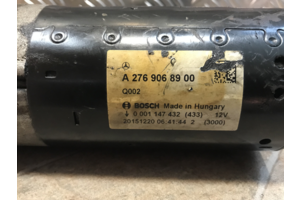 A 276 906 89 00
Q002
BOSCH Made in Hungary
0 001 147 432 (433) 12V
20151220 06 41 44 2 (3000)